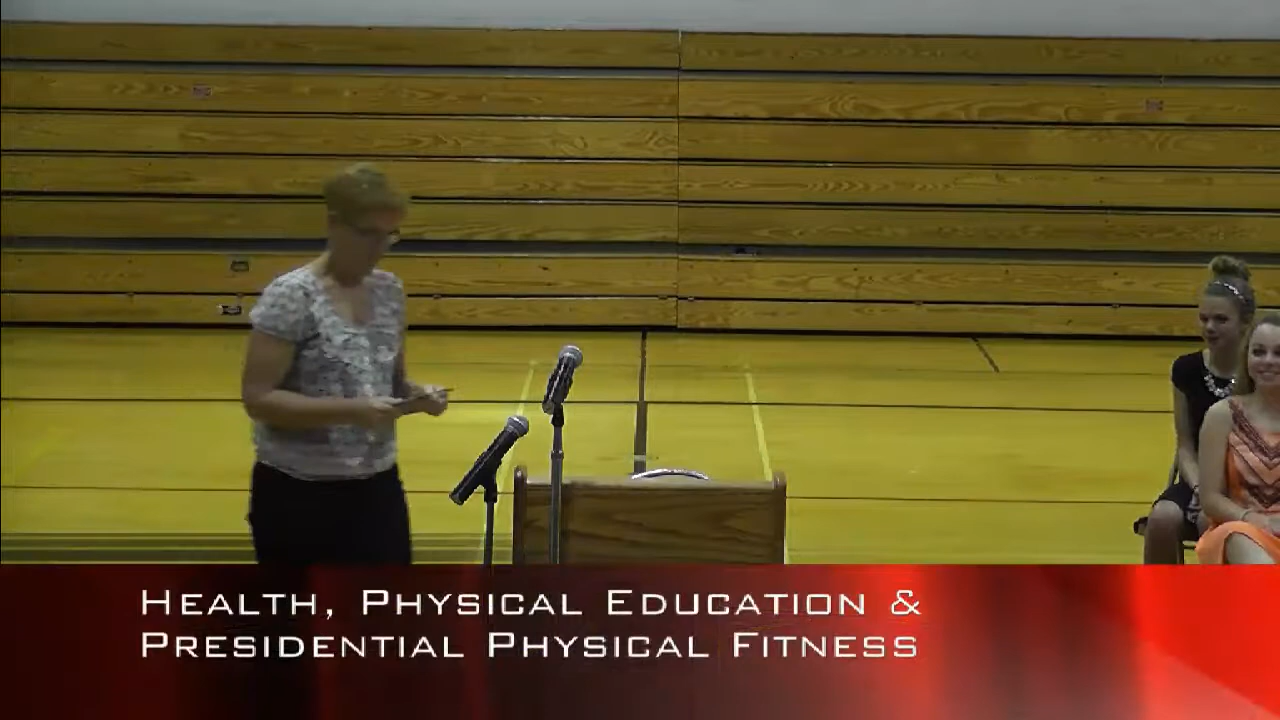 HEALTH, PHYSICAL EDUCATION &
PRESIDENTIAL PHYSICAL FITNESS